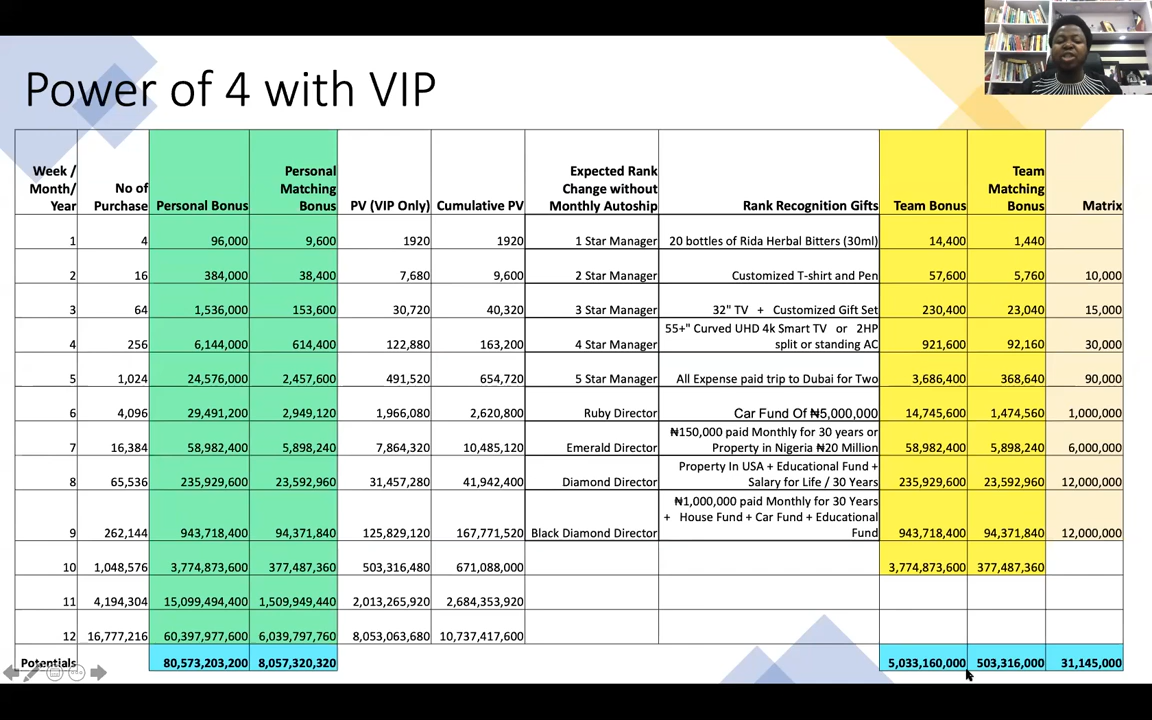 Power of 4 with VIP
Week / Month/ Year No of Purchase Personal Bonus Personal Matching Bonus PV (VIP Only) Cumulative PV Expected Rank Change without Monthly Autoship Rank Recognition Gifts Team Bonus Team Matching Bonus Matrix
1 4 96,000 9,600 1920 1920 1 Star Manager 20 bottles of Rida Herbal Bitters (30ml) 14,400 1,440
2 16 384,000 38,400 7,680 9,600 2 Star Manager Customized T-shirt and Pen 57,600 5,760 10,000
3 64 1,536,000 153,600 30,720 40,320 3 Star Manager 32" TV + Customized Gift Set 230,400 23,040 15,000
4 256 6,144,000 614,400 122,880 163,200 4 Star Manager 55+" Curved UHD 4k Smart TV or 2HP split or standing AC 921,600 92,160 30,000
5 1,024 24,576,000 2,457,600 491,520 654,720 5 Star Manager All Expense paid trip to Dubai for Two 3,686,400 368,640 90,000
6 4,096 29,491,200 2,949,120 1,966,080 2,620,800 Ruby Director Car Fund Of ₦5,000,000 14,745,600 1,474,560 1,000,000
7 16,384 58,982,400 5,898,240 7,864,320 10,485,120 Emerald Director ₦150,000 paid Monthly for 30 years or Property in Nigeria ₦20 Million 58,982,400 5,898,240 6,000,000
8 65,536 235,929,600 23,592,960 31,457,280 41,942,400 Diamond Director Property In USA + Educational Fund + Salary for Life / 30 Years 235,929,600 23,592,960 12,000,000
9 262,144 943,718,400 94,371,840 125,829,120 167,771,520 Black Diamond Director ₦1,000,000 paid Monthly for 30 Years + House Fund + Car Fund + Educational Fund 943,718,400 94,371,840 12,000,000
10 1,048,576 3,774,873,600 377,487,360 503,316,480 671,088,000 3,774,873,600 377,487,360
11 4,194,304 15,099,494,400 1,509,949,440 2,013,265,920 2,684,353,920
12 16,777,216 60,397,977,600 6,039,797,760 8,053,063,680 10,737,417,600
Potentials 80,573,203,200 8,057,320,320 5,033,160,000 503,316,000 31,145,000